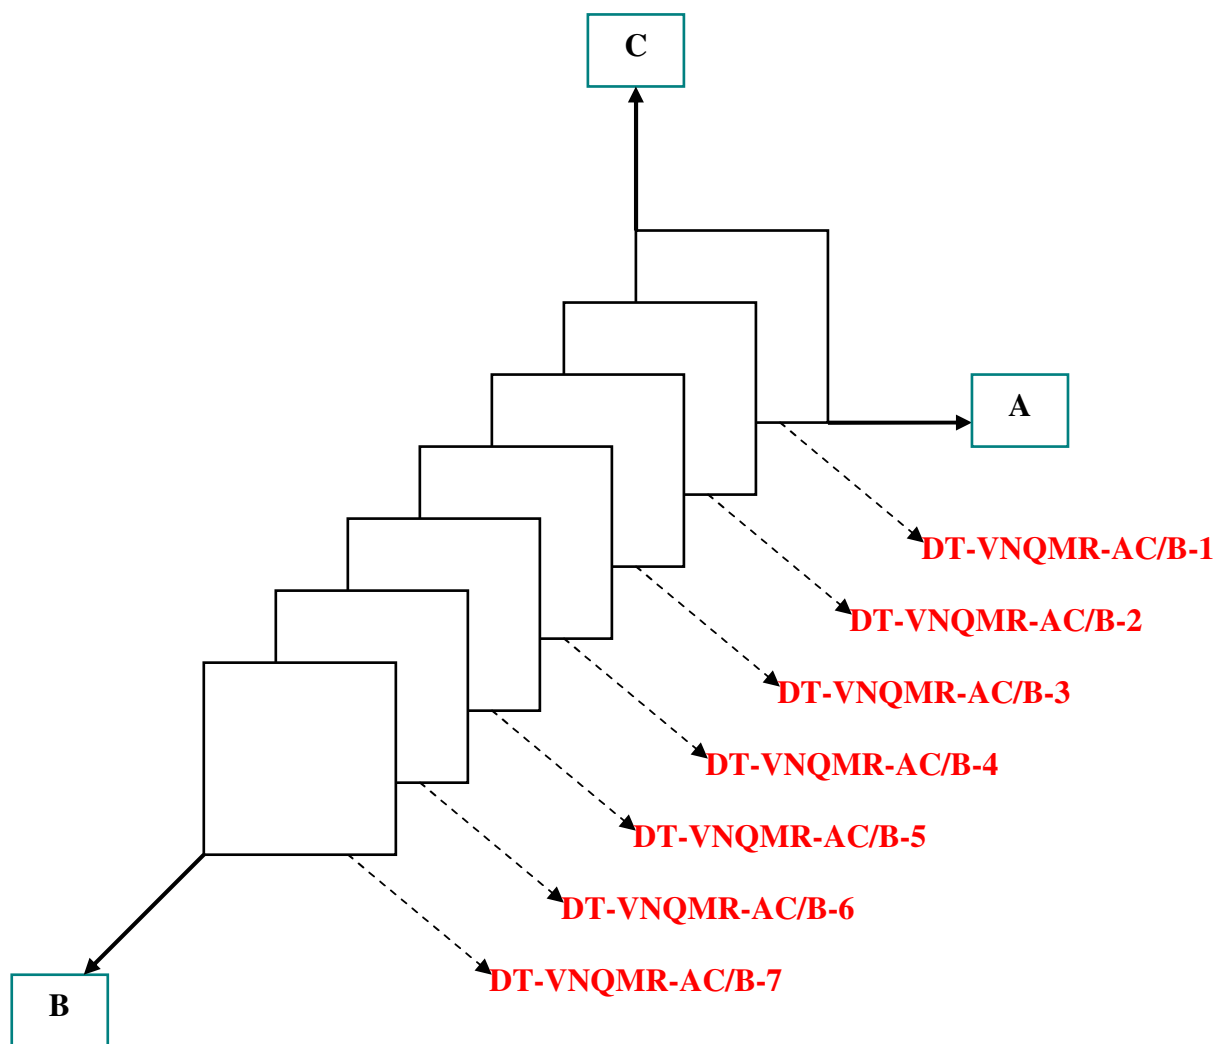 C
A
DT-VNQMR-AC/B-1
DT-VNQMR-AC/B-2
DT-VNQMR-AC/B-3
DT-VNQMR-AC/B-4
DT-VNQMR-AC/B-5
DT-VNQMR-AC/B-6
DT-VNQMR-AC/B-7
B